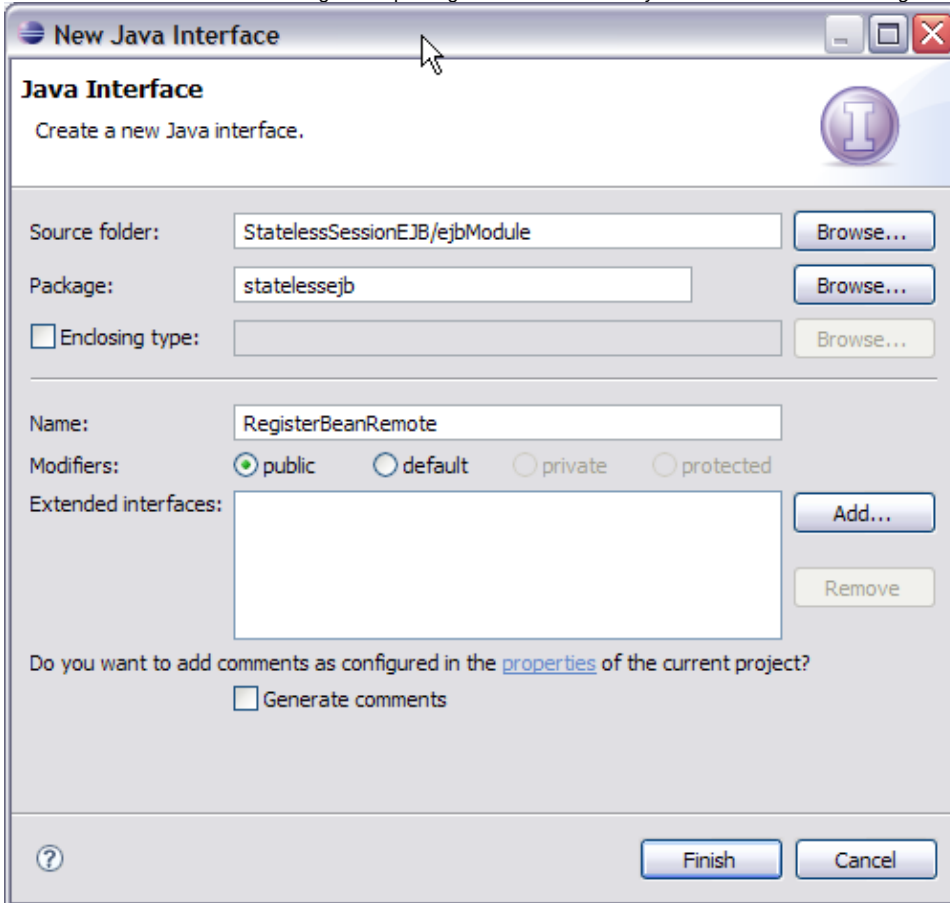 New Java Interface
Java Interface
Create a new Java interface.
Source folder: StatelessSessionEJB/ejbModule Browse...
Package: statelessejb Browse...
Enclosing type: Browse...
Name: RegisterBeanRemote
Modifiers: public default private protected
Extended interfaces: Add...
Remove
Do you want to add comments as configured in the properties of the current project?
Generate comments
? Finish Cancel